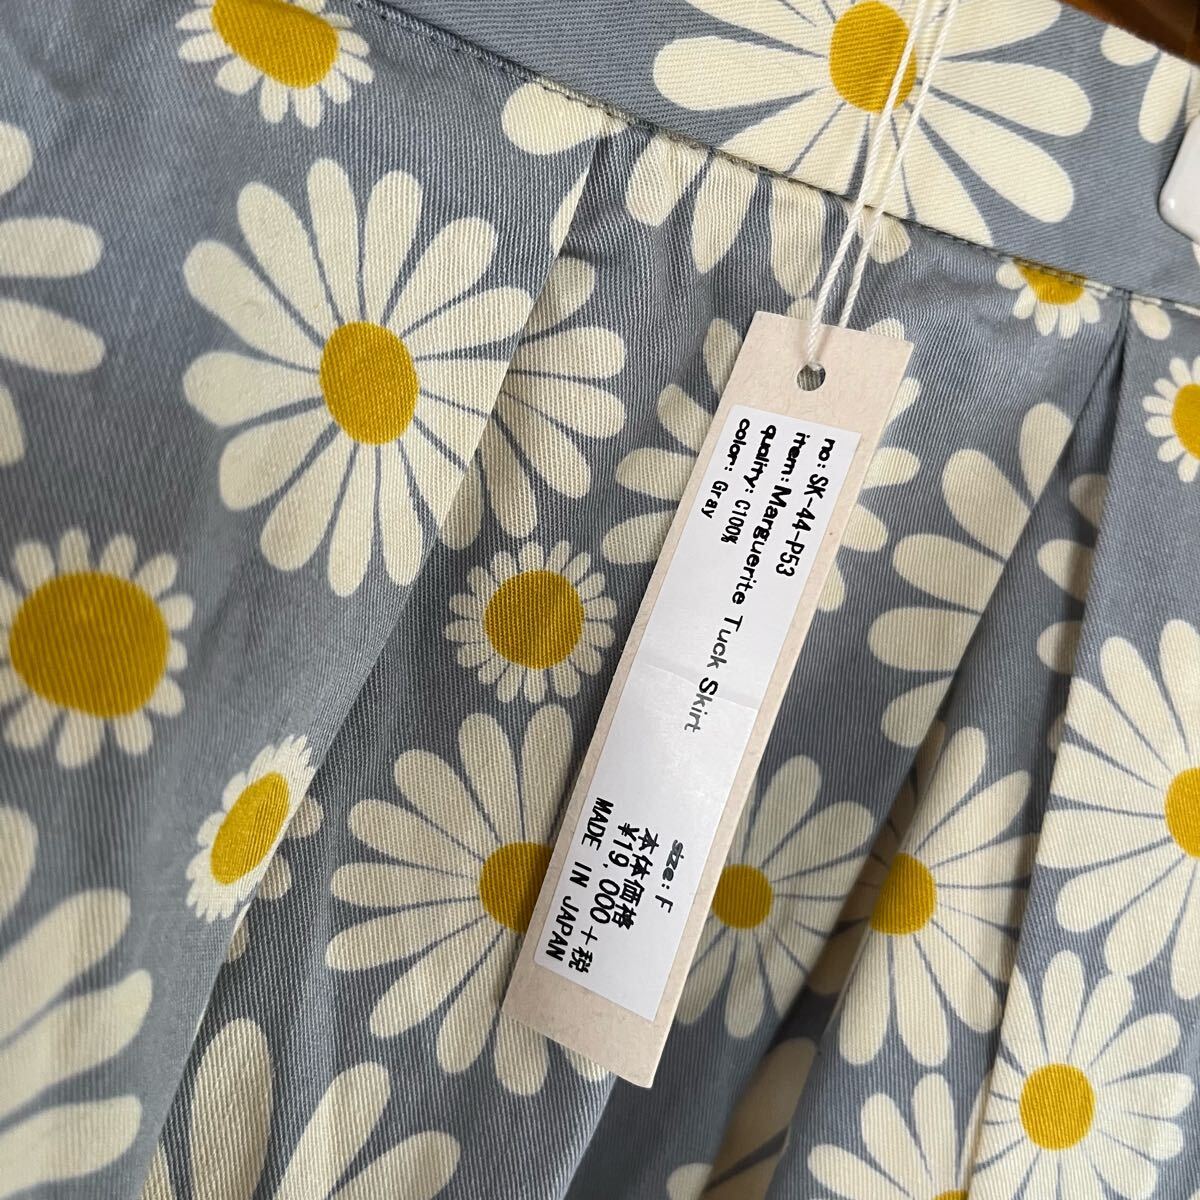 no: SK-44-P53
item: Marguerite Tuck Skirt
quality: C100%
color: Gray
size: F
本体価格
¥19,000+税
MADE IN JAPAN